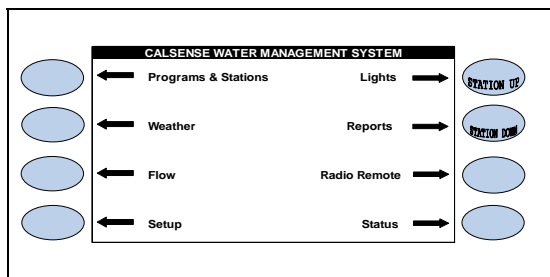 CALSENSE WATER MANAGEMENT SYSTEM
Programs & Stations Lights STATION UP
Weather Reports STATION DOWN
Flow Radio Remote
Setup Status